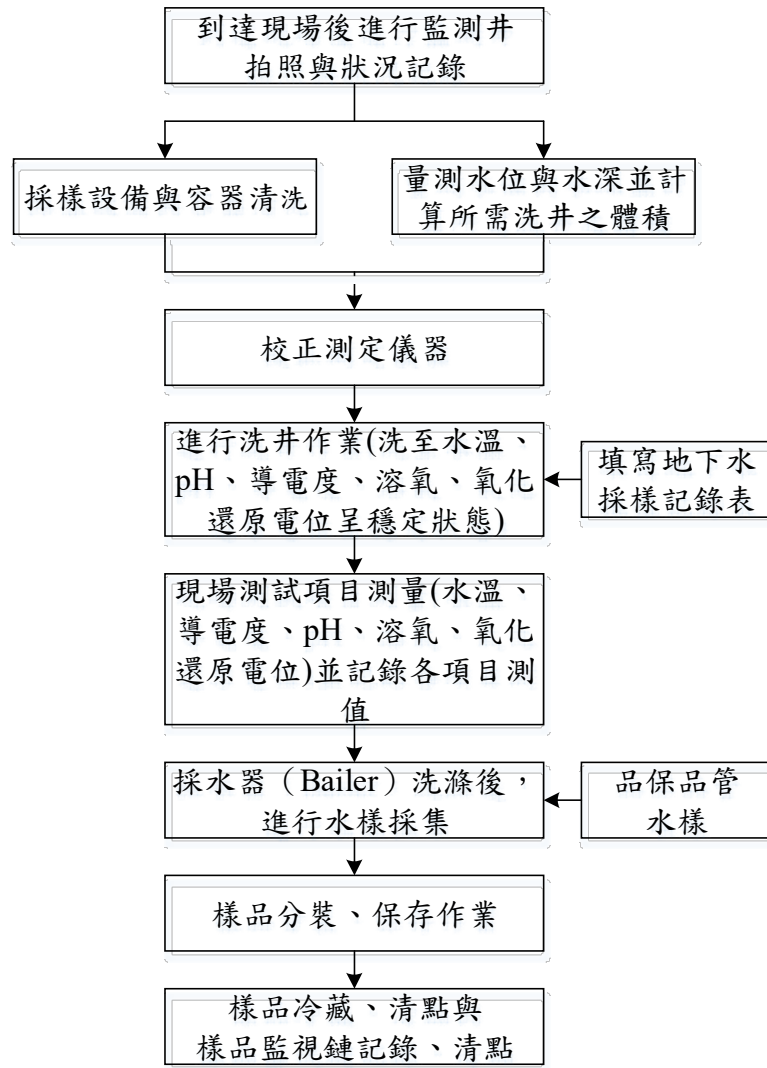 到達現場後進行監測井
拍照與狀況記錄
採樣設備與容器清洗
量測水位與水深並計
算所需洗井之體積
校正測定儀器
進行洗井作業(洗至水溫、
pH、導電度、溶氧、氧化
還原電位呈穩定狀態)
填寫地下水
採樣記錄表
現場測試項目測量(水溫、
導電度、pH、溶氧、氧化
還原電位)並記錄各項目測
值
採水器（Bailer）洗滌後，
進行水樣採集
品保品管
水樣
樣品分裝、保存作業
樣品冷藏、清點與
樣品監視鏈記錄、清點